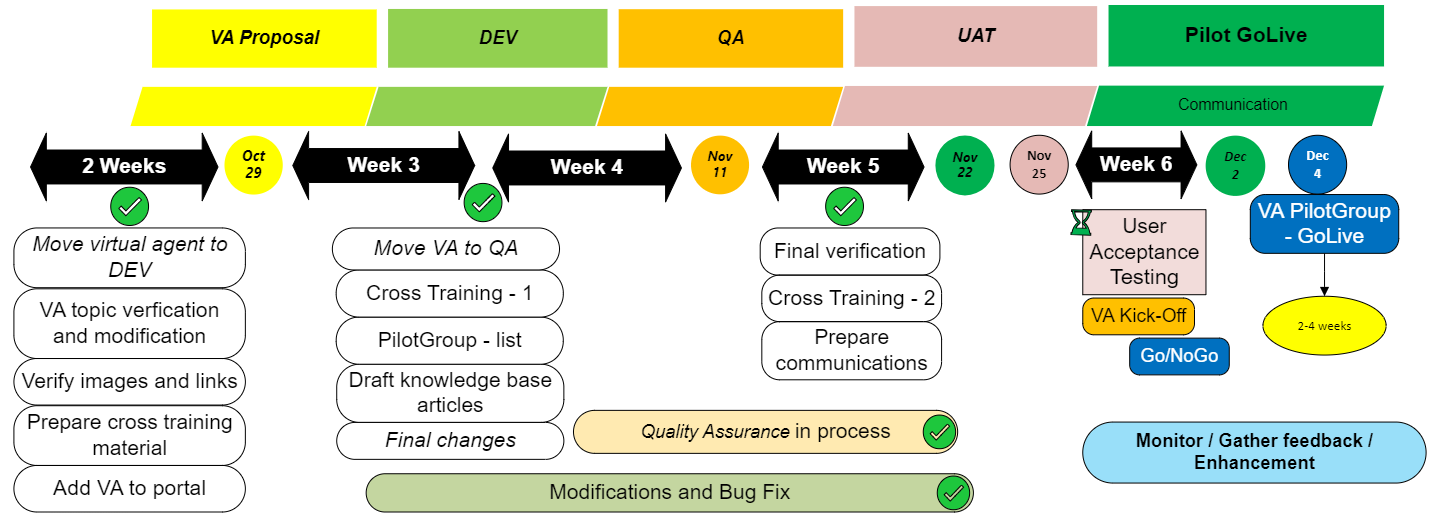 VA Proposal
DEV
QA
UAT
Pilot GoLive
Communication
2 Weeks
Oct
29
Week 3
Week 4
Nov
11
Week 5
Nov
22
Nov
25
Week 6
Dec
2
Dec
4
Move virtual agent to
DEV
VA topic verfication
and modification
Verify images and links
Prepare cross training
material
Add VA to portal
Move VA to QA
Cross Training - 1
PilotGroup - list
Draft knowledge base
articles
Final changes
Final verification
Cross Training - 2
Prepare
communications
Quality Assurance in process
Modifications and Bug Fix
User
Acceptance
Testing
VA Kick-Off
Go/NoGo
VA PilotGroup
- GoLive
2-4 weeks
Monitor / Gather feedback /
Enhancement